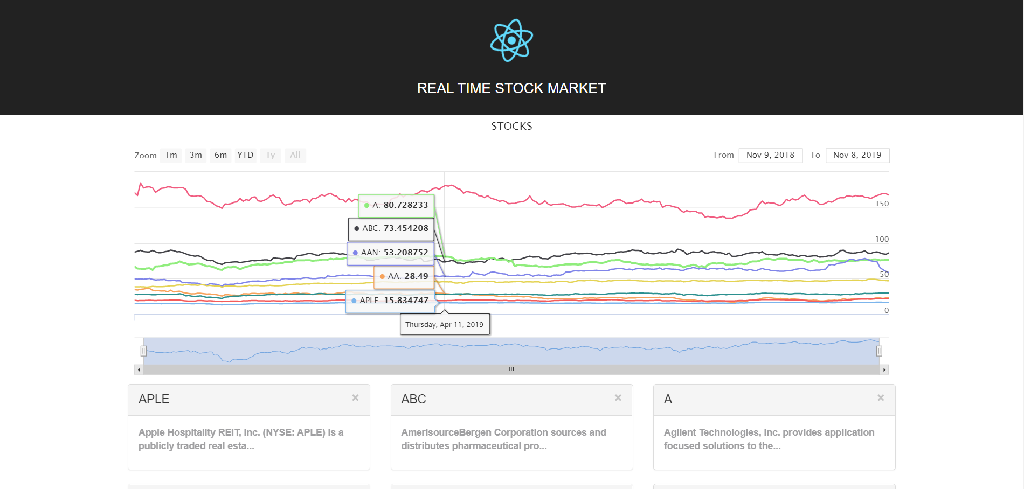 REAL TIME STOCK MARKET
STOCKS
Zoom 1m 3m 6m YTD 1y All
From Nov 9, 2018 To Nov 8, 2019
150
100
50
0
A: 80.728233
ABC: 73.454208
AAN: 53.208752
AA: 28.49
APLE: 15.834747
Thursday, Apr 11, 2019
APLE ×
Apple Hospitality REIT, Inc. (NYSE: APLE) is a
publicly traded real esta...
ABC ×
AmerisourceBergen Corporation sources and
distributes pharmaceutical pro...
A ×
Agilent Technologies, Inc. provides application
focused solutions to the...